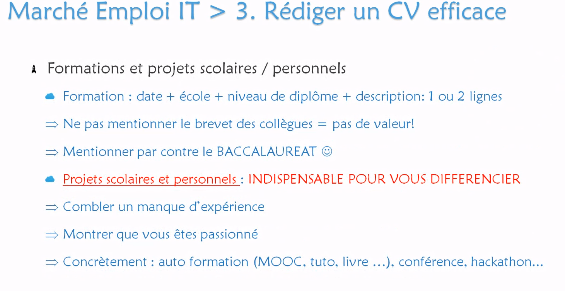 Marché Emploi IT > 3. Rédiger un CV efficace
Formations et projets scolaires / personnels
Formation : date + école + niveau de diplôme + description: 1 ou 2 lignes
⇒ Ne pas mentionner le brevet des collègues = pas de valeur!
⇒ Mentionner par contre le BACCALAUREAT ☺
Projets scolaires et personnels : INDISPENSABLE POUR VOUS DIFFERENCIER
⇒ Combler un manque d'expérience
⇒ Montrer que vous êtes passionné
⇒ Concrètement : auto formation (MOOC, tuto, livre ...), conférence, hackathon...